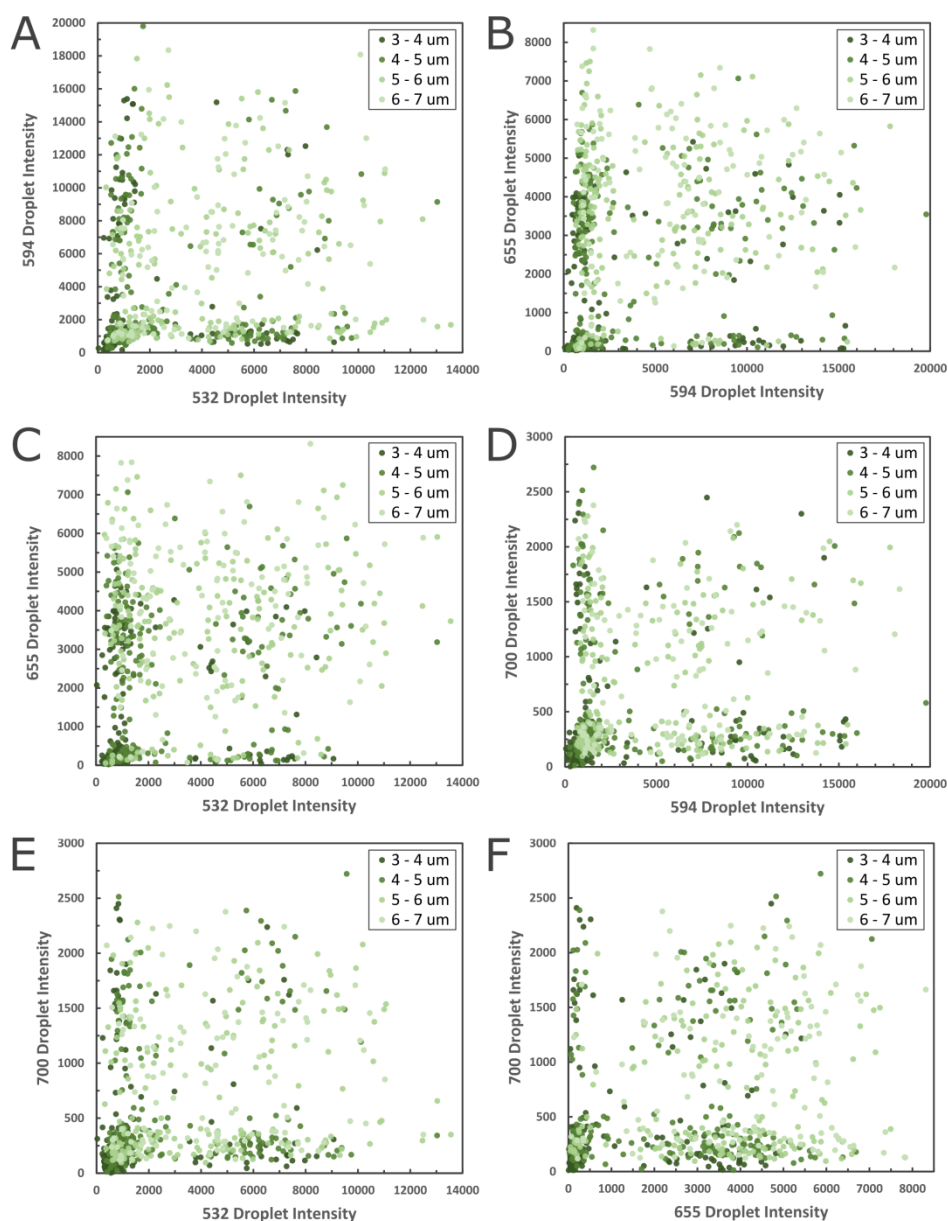 A
B
20000
18000
16000
14000
12000
10000
8000
6000
4000
2000
0
594 Droplet Intensity
3 - 4 um
4 - 5 um
5 - 6 um
6 - 7 um
0 2000 4000 6000 8000 10000 12000 14000
532 Droplet Intensity
8000
7000
6000
5000
4000
3000
2000
1000
0
655 Droplet Intensity
3 - 4 um
4 - 5 um
5 - 6 um
6 - 7 um
0 5000 10000 15000 20000
594 Droplet Intensity
C
D
8000
7000
6000
5000
4000
3000
2000
1000
0
655 Droplet Intensity
3 - 4 um
4 - 5 um
5 - 6 um
6 - 7 um
0 2000 4000 6000 8000 10000 12000 14000
532 Droplet Intensity
3000
2500
2000
1500
1000
500
0
700 Droplet Intensity
3 - 4 um
4 - 5 um
5 - 6 um
6 - 7 um
0 5000 10000 15000 20000
594 Droplet Intensity
E
F
3000
2500
2000
1500
1000
500
0
700 Droplet Intensity
3 - 4 um
4 - 5 um
5 - 6 um
6 - 7 um
0 2000 4000 6000 8000 10000 12000 14000
532 Droplet Intensity
3000
2500
2000
1500
1000
500
0
700 Droplet Intensity
3 - 4 um
4 - 5 um
5 - 6 um
6 - 7 um
0 1000 2000 3000 4000 5000 6000 7000 8000
655 Droplet Intensity